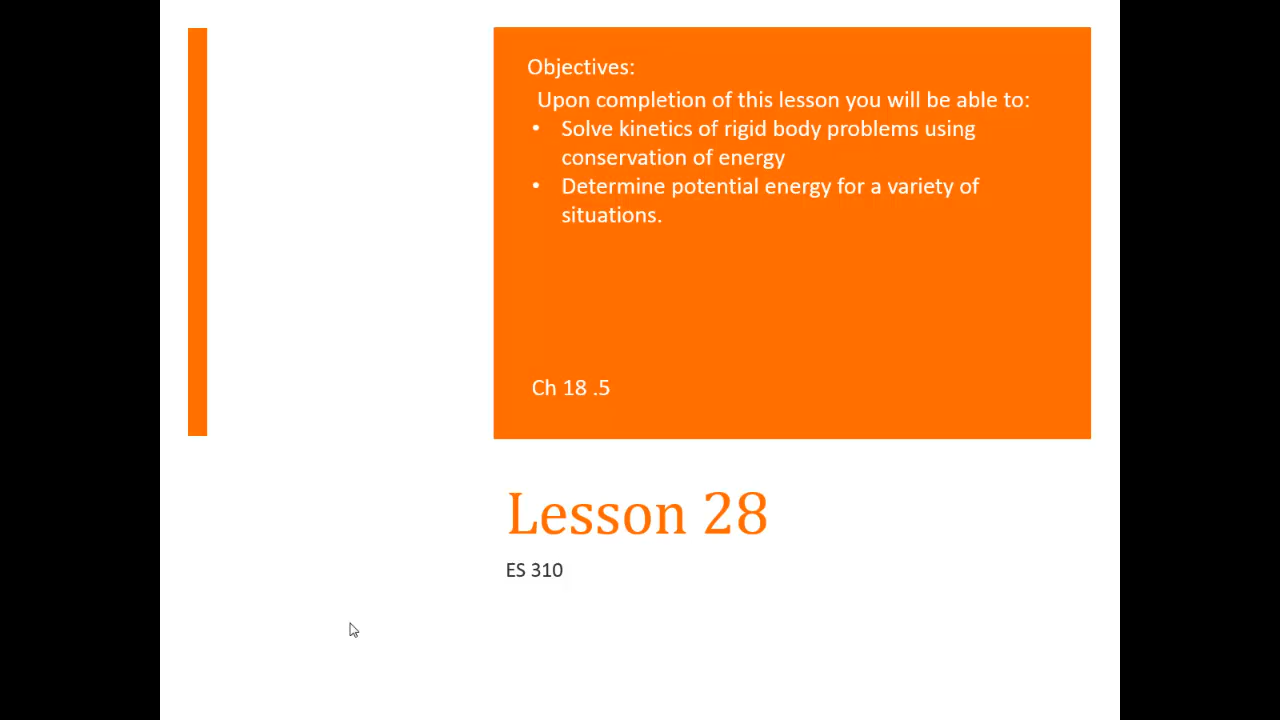 Objectives:
Upon completion of this lesson you will be able to:
• Solve kinetics of rigid body problems using
conservation of energy
• Determine potential energy for a variety of
situations.
Ch 18 .5
Lesson 28
ES 310